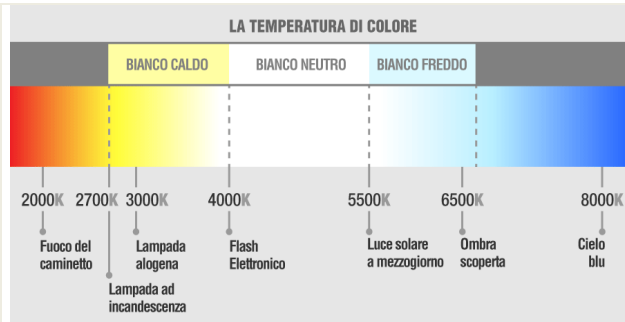 LA TEMPERATURA DI COLORE
BIANCO CALDO
BIANCO NEUTRO
BIANCO FREDDO
2000K
2700K
3000K
4000K
5500K
6500K
8000K
Fuoco del
caminetto
Lampada ad
incandescenza
Lampada
alogena
Flash
Elettronico
Luce solare
a mezzogiorno
Ombra
scoperta
Cielo
blu